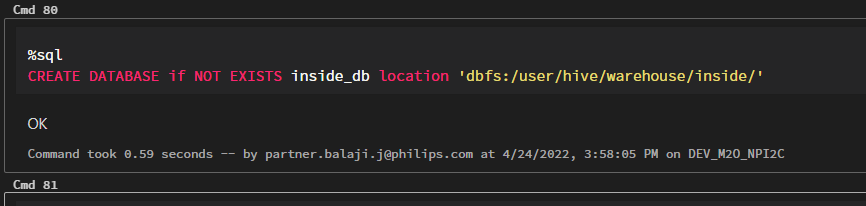 Cmd 80
%sql
CREATE DATABASE if NOT EXISTS inside_db location 'dbfs:/user/hive/warehouse/inside/'
OK
Command took 0.59 seconds -- by partner.balaji.j@philips.com at 4/24/2022, 3:58:05 PM on DEV_M2O_NPI2C
Cmd 81